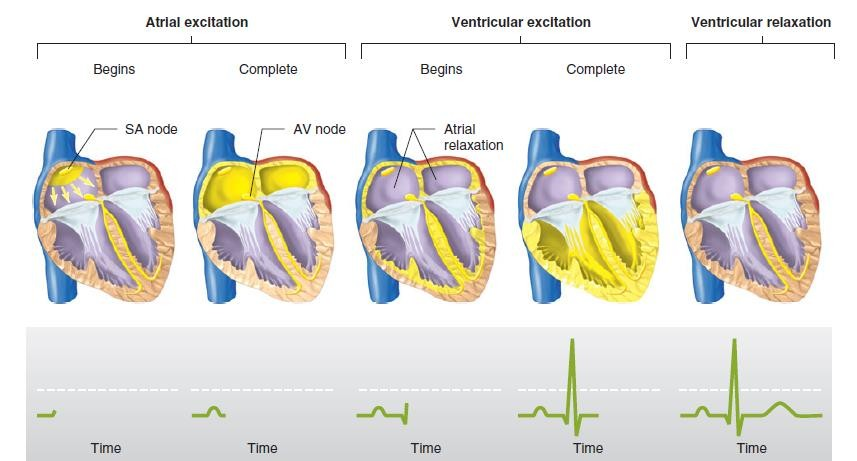 Atrial excitation
Ventricular excitation
Ventricular relaxation
Begins
Complete
Begins
Complete
SA node
AV node
Atrial
relaxation
Time
Time
Time
Time
Time